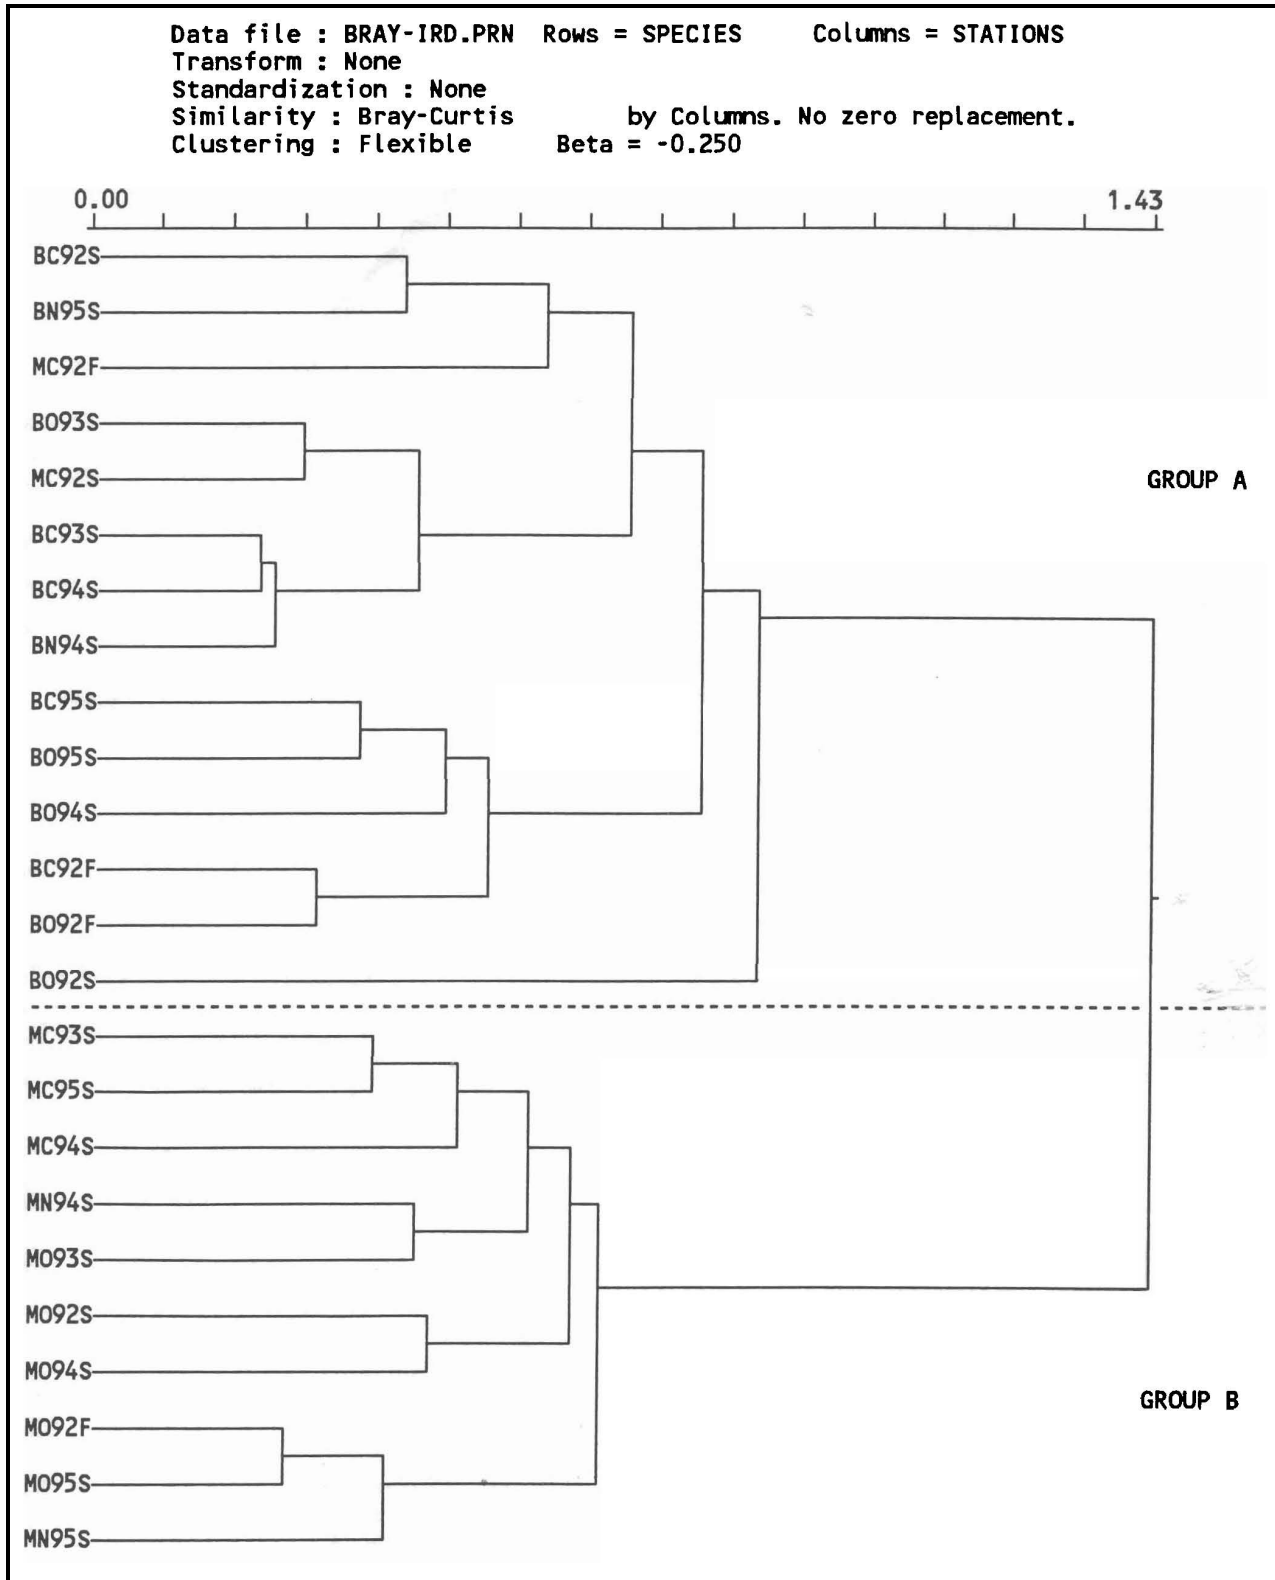 Data file : BRAY-IRD.PRN Rows = SPECIES Columns = STATIONS
Transform : None
Standardization : None
Similarity : Bray-Curtis by Columns. No zero replacement.
Clustering : Flexible Beta = -0.250
0.00 1.43
BC92S
BN95S
MC92F
BO93S
MC92S
GROUP A
BC93S
BC94S
BN94S
BC95S
BO95S
BO94S
BC92F
BO92F
BO92S
MC93S
MC95S
MC94S
MN94S
MO93S
MO92S
MO94S
GROUP B
MO92F
MO95S
MN95S